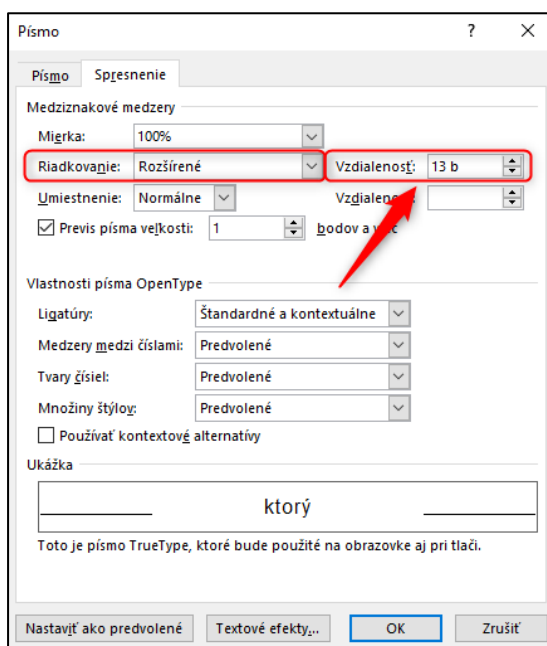 Písmo ?
Písmo Spresnenie
Medziznakové medzery
Mierka: 100%
Riadkovanie: Rozšírené Vzdialenosť: 13 b
Umiestnenie: Normálne
Previs písma veľkosti: 1 bodov a
Vlastnosti písma OpenType
Ligatúry: Štandardné a kontextuálne
Medzery medzi číslami: Predvolené
Tvary čísiel: Predvolené
Množiny štýlov: Predvolené
Používať kontextové alternatívy
Ukážka
ktorý
Toto je písmo TrueType, ktoré bude použité na obrazovke aj pri tlači.
Nastaviť ako predvolené Textové efekty... OK Zrušiť